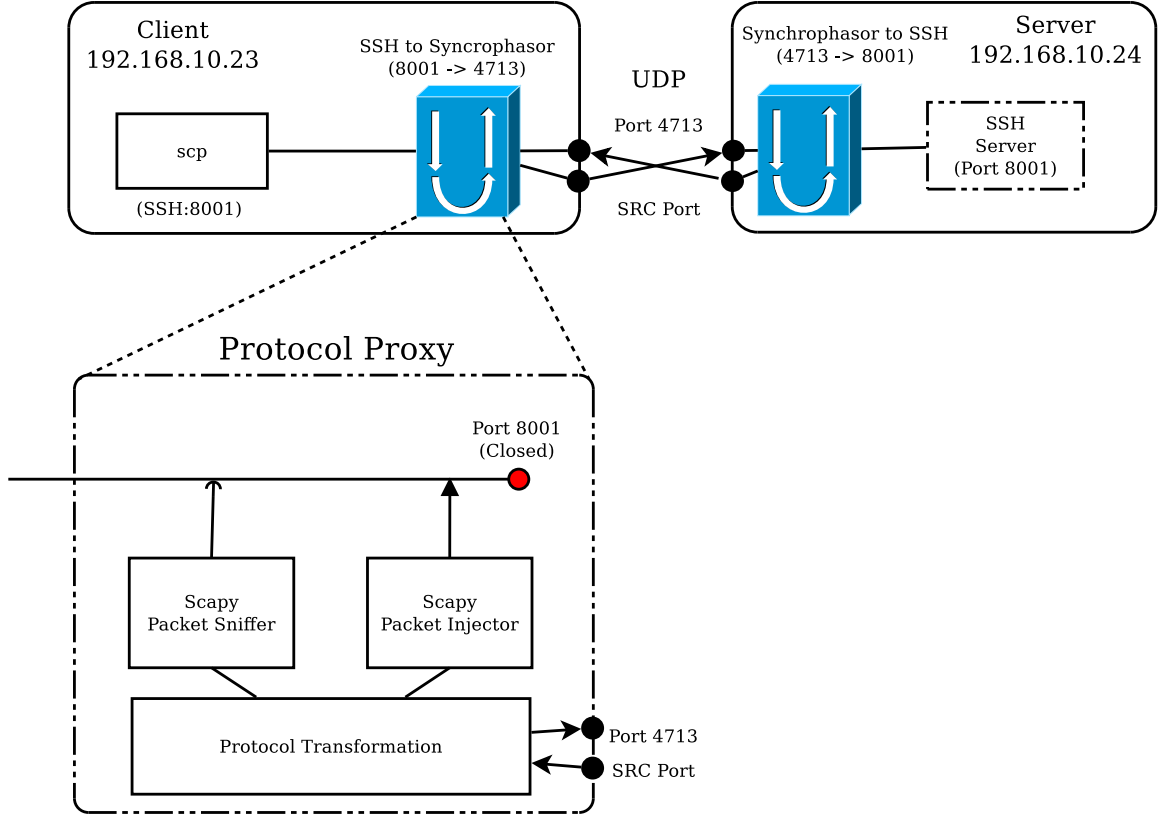 Client
192.168.10.23
SSH to Syncrophasor
(8001 -> 4713)
scp
(SSH:8001)
UDP
Port 4713
SRC Port
Synchrophasor to SSH
(4713 -> 8001)
Server
192.168.10.24
SSH
Server
(Port 8001)
Protocol Proxy
Port 8001
(Closed)
Scapy
Packet Sniffer
Scapy
Packet Injector
Protocol Transformation
Port 4713
SRC Port